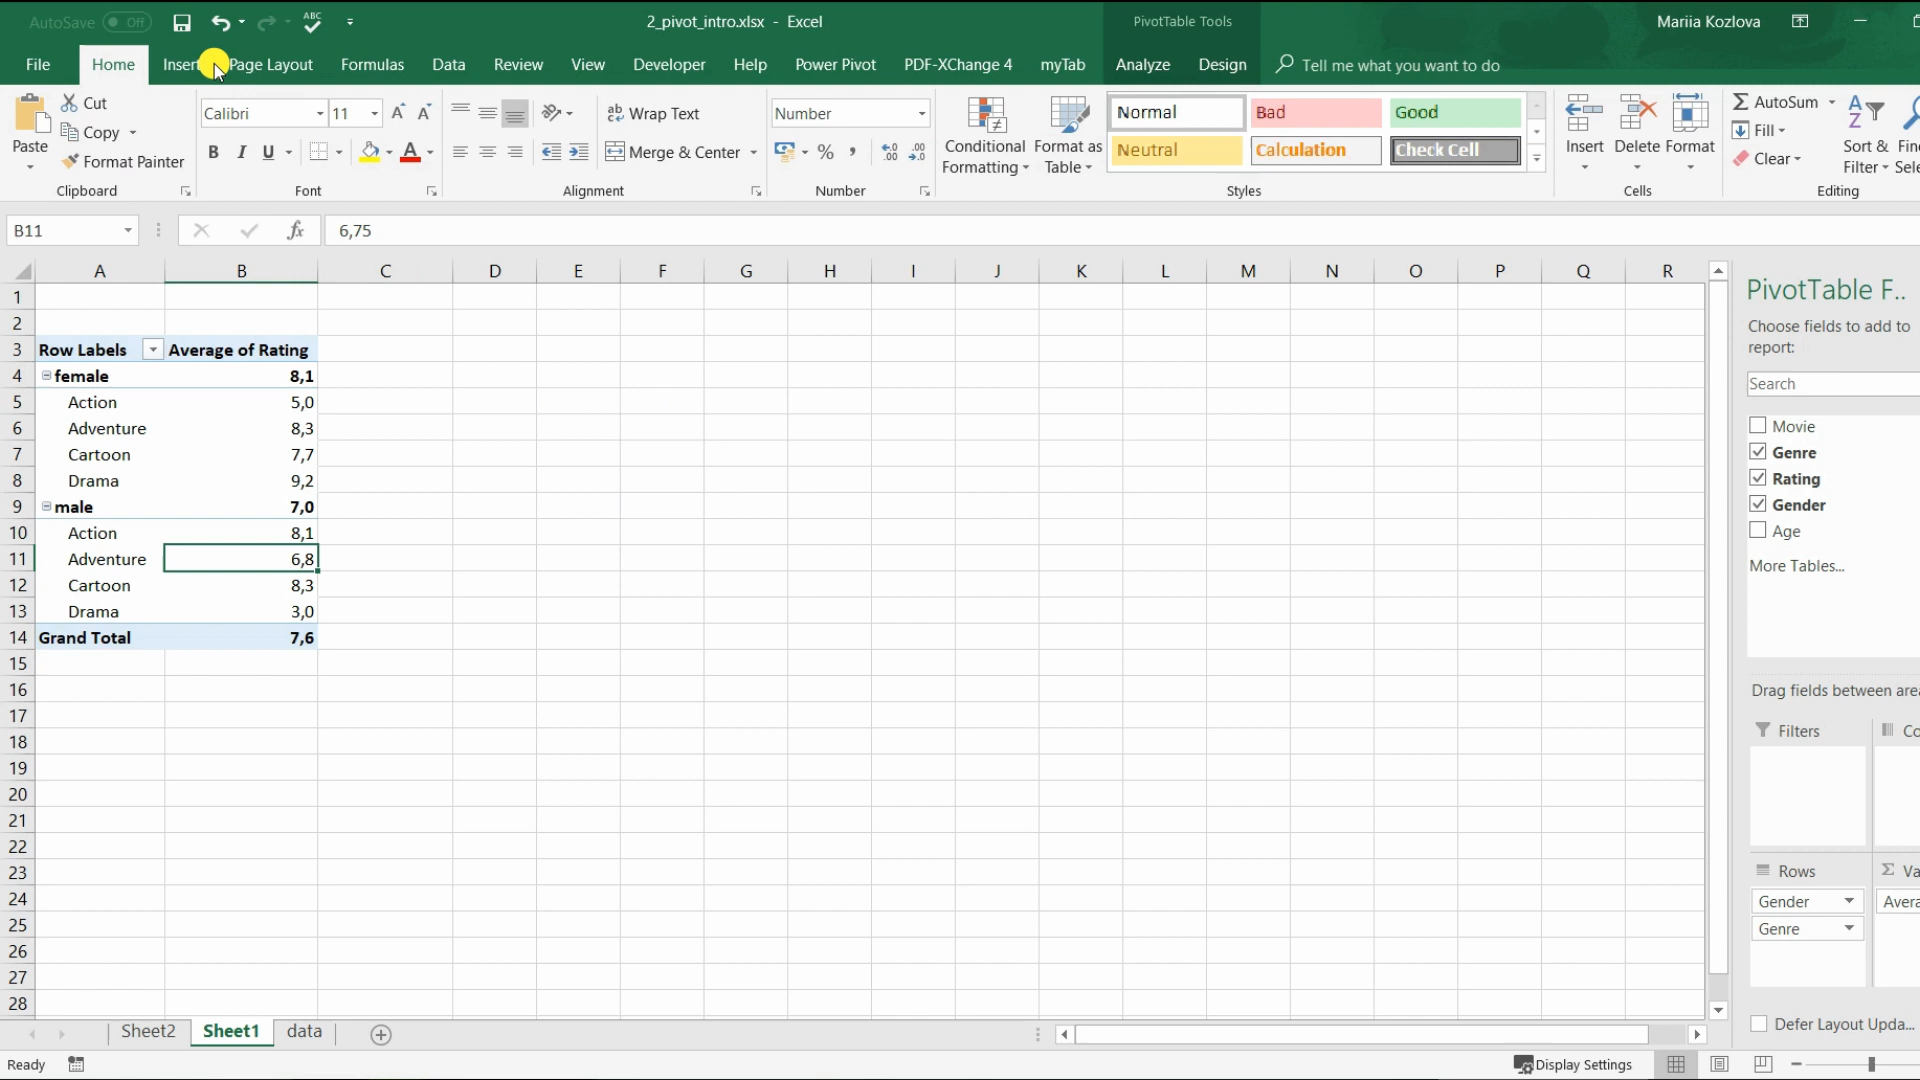 AutoSave Off
2_pivot_intro.xlsx - Excel
PivotTable Tools
Mariia Kozlova
File Home Insert Page Layout Formulas Data Review View Developer Help Power Pivot PDF-XChange 4 myTab Analyze Design Tell me what you want to do
Paste
Cut
Copy
Format Painter
Clipboard
Calibri 11
B I U
Font
Wrap Text
Merge & Center
Alignment
Number
%
Number
Conditional Formatting
Format as Table
Normal Bad Good
Neutral Calculation Check Cell
Styles
Insert Delete Format
Cells
AutoSum
Fill
Clear
Sort &
Filter
Editing
B11 fx 6,75
A B C D E F G H I J K L M N O P Q R
1
2
3 Row Labels Average of Rating
4 female 8,1
5 Action 5,0
6 Adventure 8,3
7 Cartoon 7,7
8 Drama 9,2
9 male 7,0
10 Action 8,1
11 Adventure 6,8
12 Cartoon 8,3
13 Drama 3,0
14 Grand Total 7,6
15
16
17
18
19
20
21
22
23
24
25
26
27
28
PivotTable F..
Choose fields to add to
report:
Search
Movie
Genre
Rating
Gender
Age
More Tables...
Drag fields between
Filters
Rows
Gender
Genre
Σ
Defer Layout Upda...
Sheet2 Sheet1 data
Ready
Display Settings